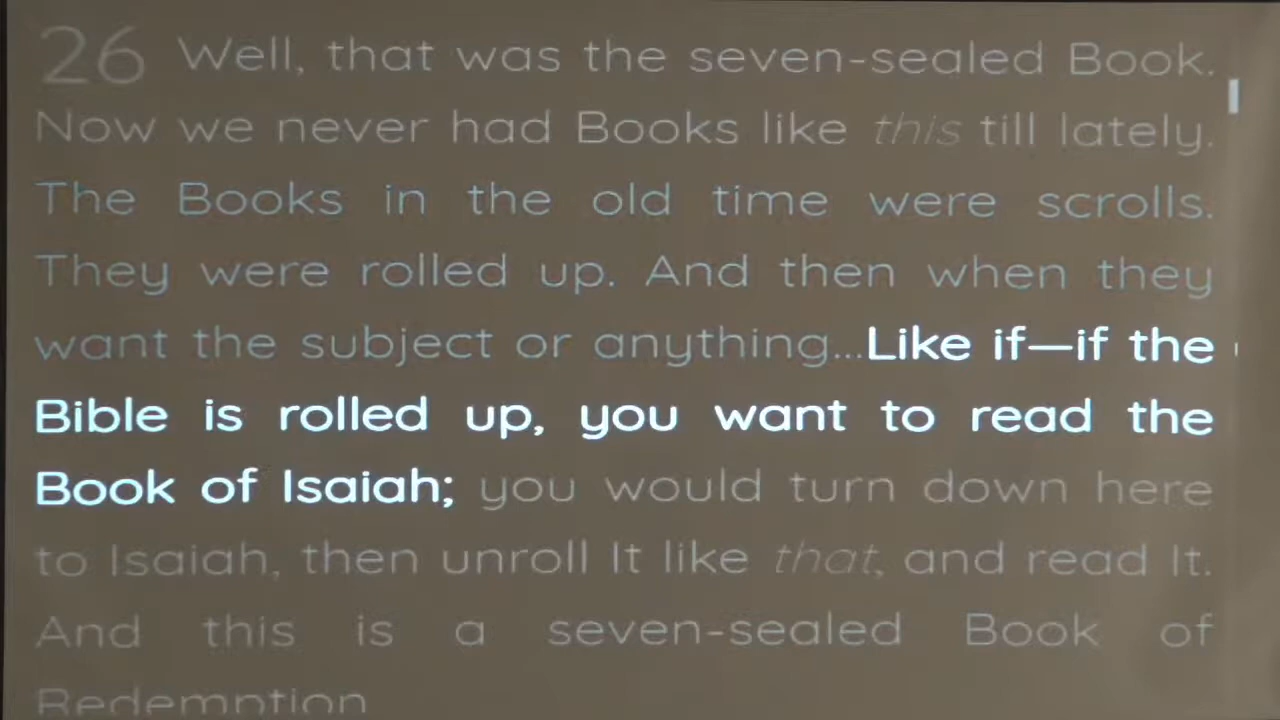 26 Well, that was the seven-sealed Book.
Now we never had Books like this till lately.
The Books in the old time were scrolls.
They were rolled up. And then when they
want the subject or anything...Like if—if the
Bible is rolled up, you want to read the
Book of Isaiah; you would turn down here
to Isaiah, then unroll It like that, and read It.
And this is a seven-sealed Book of
Redemption